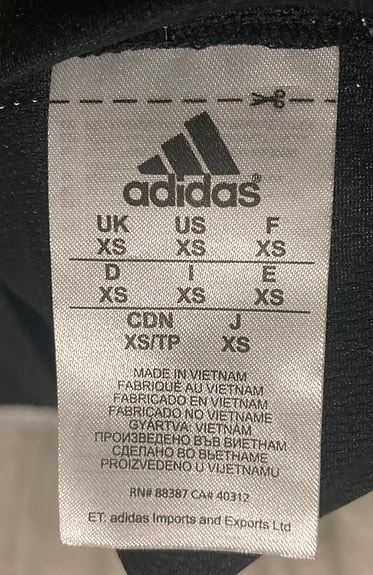 adidas®
UK US F
XS XS XS
D I E
XS XS XS
CDN J
XS/TP XS
MADE IN VIETNAM
FABRIQUÉ AU VIETNAM
FABRICADO EN VIETNAM
FABRICADO NO VIETNAME
GYÁRTVA: VIETNAM
ПРОИЗВЕДЕНО ВЪВ ВИЕТНАМ
СДЕЛАНО ВО ВЬЕТНАМЕ
PROIZVEDENO U VIJETNAMU
RN# 88387 CA# 40312
ET: adidas Imports and Exports Ltd